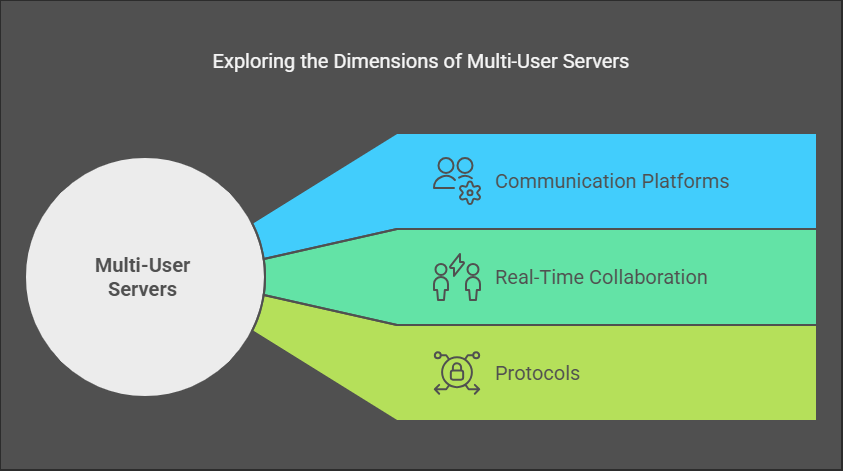 Exploring the Dimensions of Multi-User Servers
Multi-User
Servers
Communication Platforms
Real-Time Collaboration
Protocols